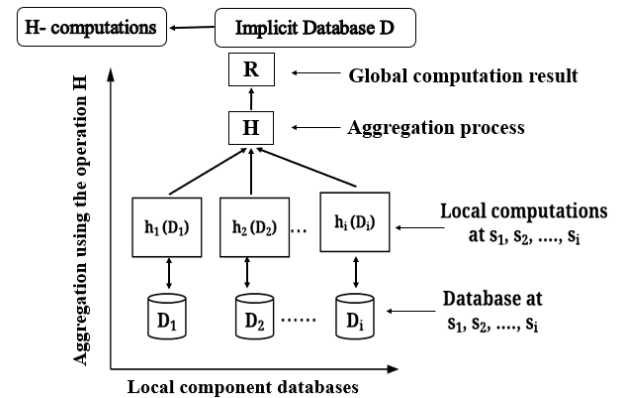 H- computations
Implicit Database D
R
Global computation result
H
Aggregation process
Aggregation using the operation H
h₁(D₁)
h₂(D₂)
...
hᵢ(Dᵢ)
Local computations
at s₁, s₂, ...., sᵢ
D₁
D₂
......
Dᵢ
Database at
s₁, s₂, ...., sᵢ
Local component databases